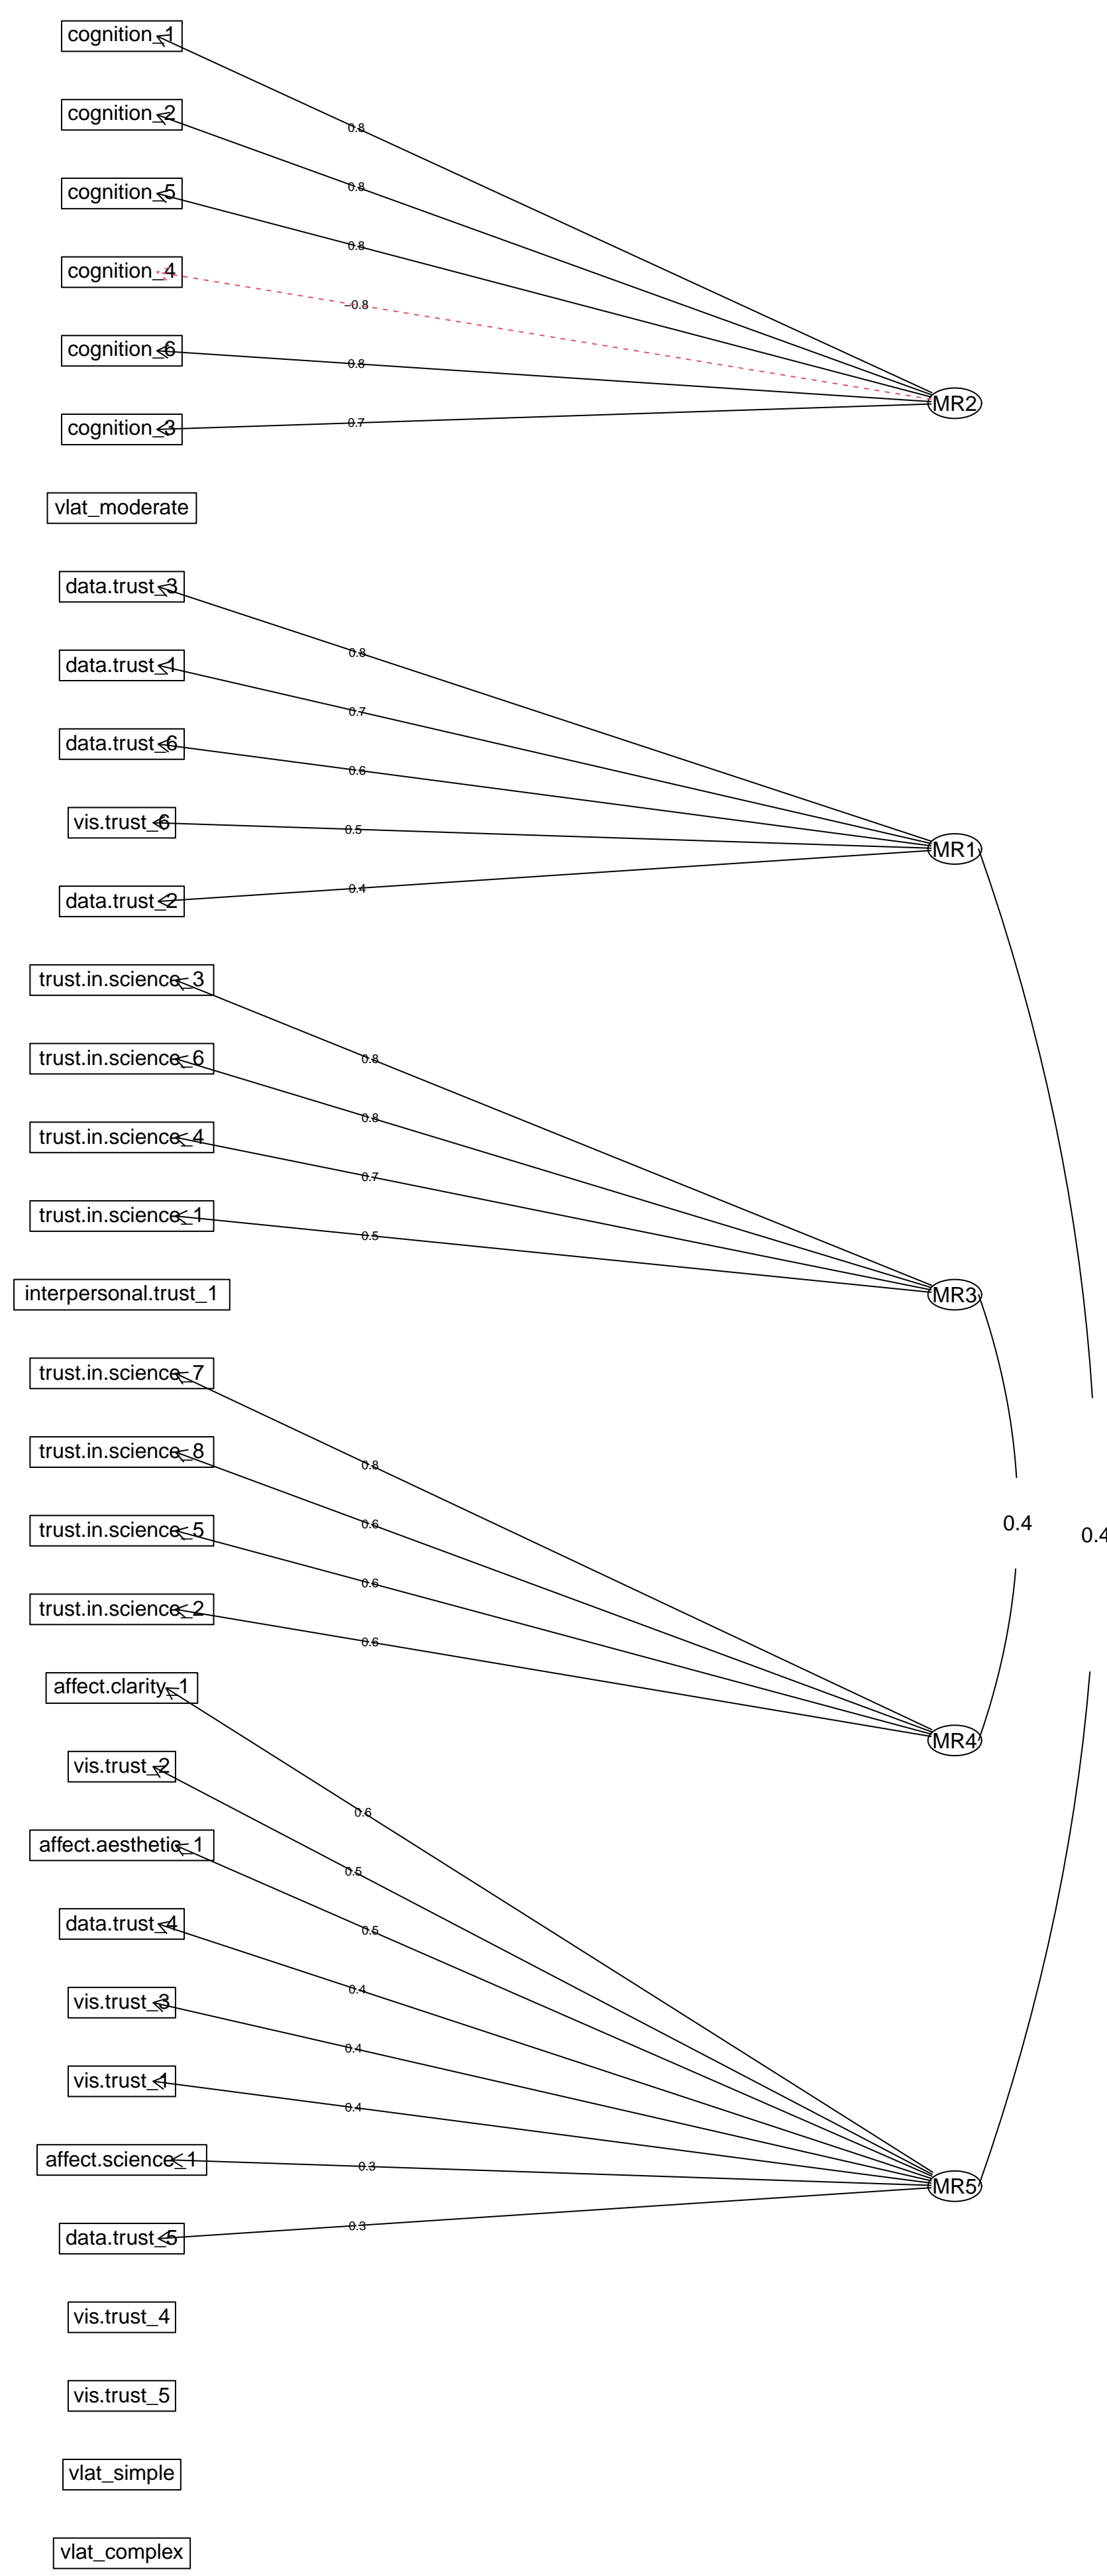 cognition_1
cognition_2
0.8
cognition_5
0.8
0.8
cognition_4
−0.8
cognition_6
0.8
MR2
cognition_3
0.7
vlat_moderate
data.trust_3
0.8
data.trust_1
0.7
data.trust_6
0.6
vis.trust_6
0.5
MR1
data.trust_2
0.4
trust.in.science_3
trust.in.science_6
0.8
0.8
trust.in.science_4
0.7
trust.in.science_1
0.5
interpersonal.trust_1
MR3
trust.in.science_7
trust.in.science_8
0.8
0.6
0.4
0.4
trust.in.science_5
0.6
trust.in.science_2
0.6
affect.clarity_1
MR4
vis.trust_2
0.6
affect.aesthetic_1
0.5
data.trust_4
0.5
0.4
vis.trust_3
0.4
vis.trust_1
0.4
affect.science_1
0.3
MR5
data.trust_5
0.3
vis.trust_4
vis.trust_5
vlat_simple
vlat_complex